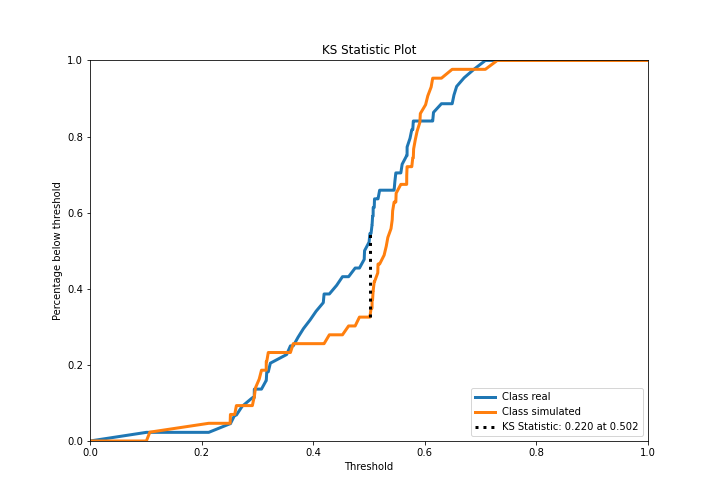 KS Statistic Plot
1.0
0.8
0.6
0.4
0.2
0.0
Percentage below threshold
0.0 0.2 0.4 0.6 0.8 1.0
Threshold
Class real
Class simulated
KS Statistic: 0.220 at 0.502